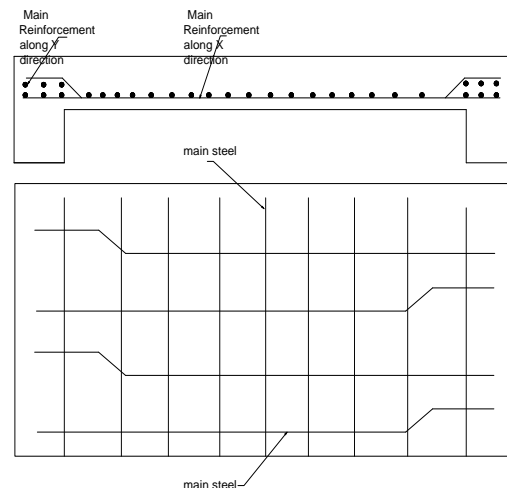 Main
Reinforcement
along Y
direction
Main
Reinforcement
along X
direction
main steel
main steel